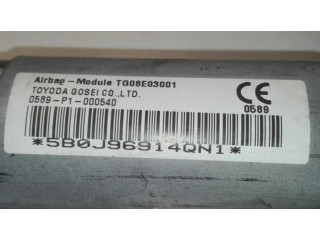 Airbag-Module TG08E03001
TOYODA GOSEI CO.,LTD.
0589-P1-000540
CE
0589
*5B0J96914QN1*